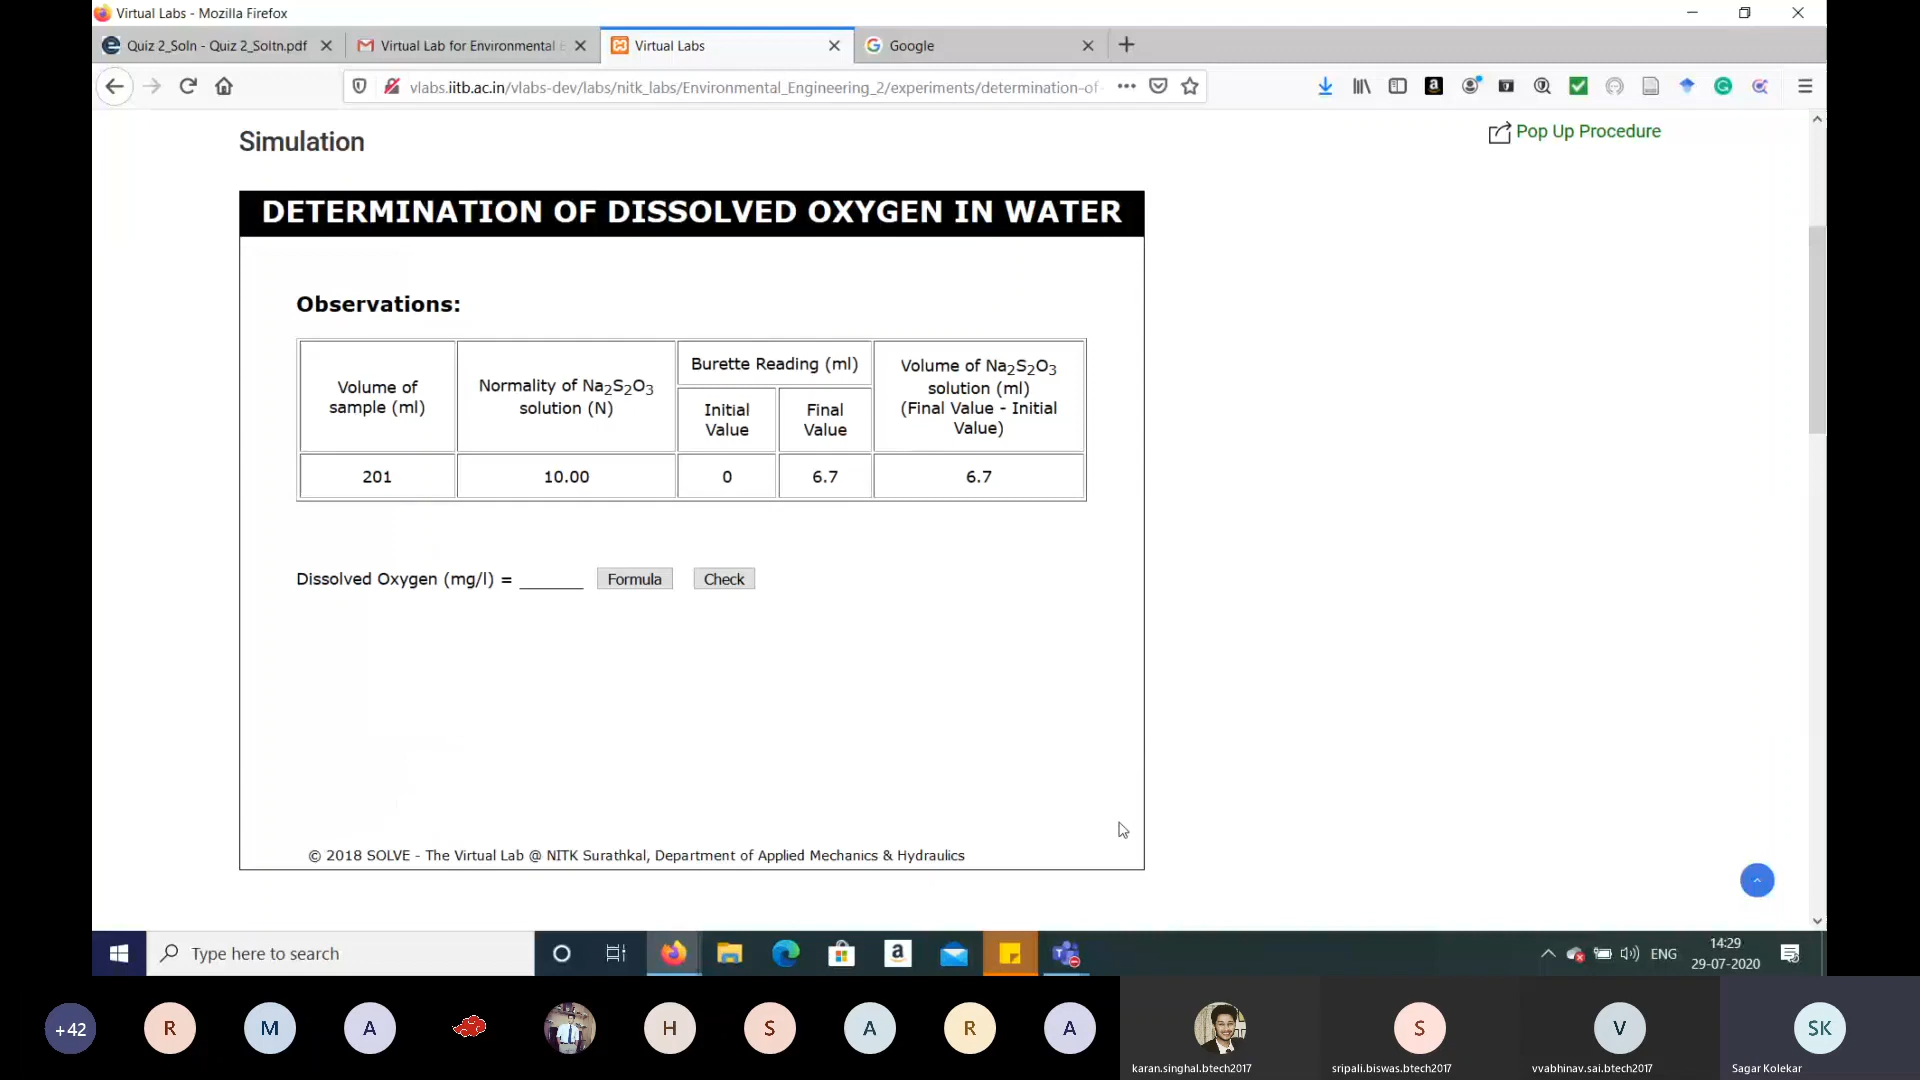 Virtual Labs - Mozilla Firefox
Quiz 2_Soln - Quiz 2_Soltn.pdf
Virtual Lab for Environmental E
Virtual Labs
Google
vlabs.iitb.ac.in/vlabs-dev/labs/nitk_labs/Environmental_Engineering_2/experiments/determination-of-
Simulation
Pop Up Procedure
DETERMINATION OF DISSOLVED OXYGEN IN WATER
Observations:
Volume of
sample (ml)
Normality of Na2S2O3
solution (N)
Burette Reading (ml)
Initial
Value
Final
Value
Volume of Na2S2O3
solution (ml)
(Final Value - Initial
Value)
201
10.00
0
6.7
6.7
Dissolved Oxygen (mg/l) = ______
Formula
Check
© 2018 SOLVE - The Virtual Lab @ NITK Surathkal, Department of Applied Mechanics & Hydraulics
Type here to search
a
ENG
14:29
29-07-2020
+42
R
M
A
H
S
A
R
A
karan.singhal.btech2017
S
sripali.biswas.btech2017
V
vvabhinav.sai.btech2017
SK
Sagar Kolekar